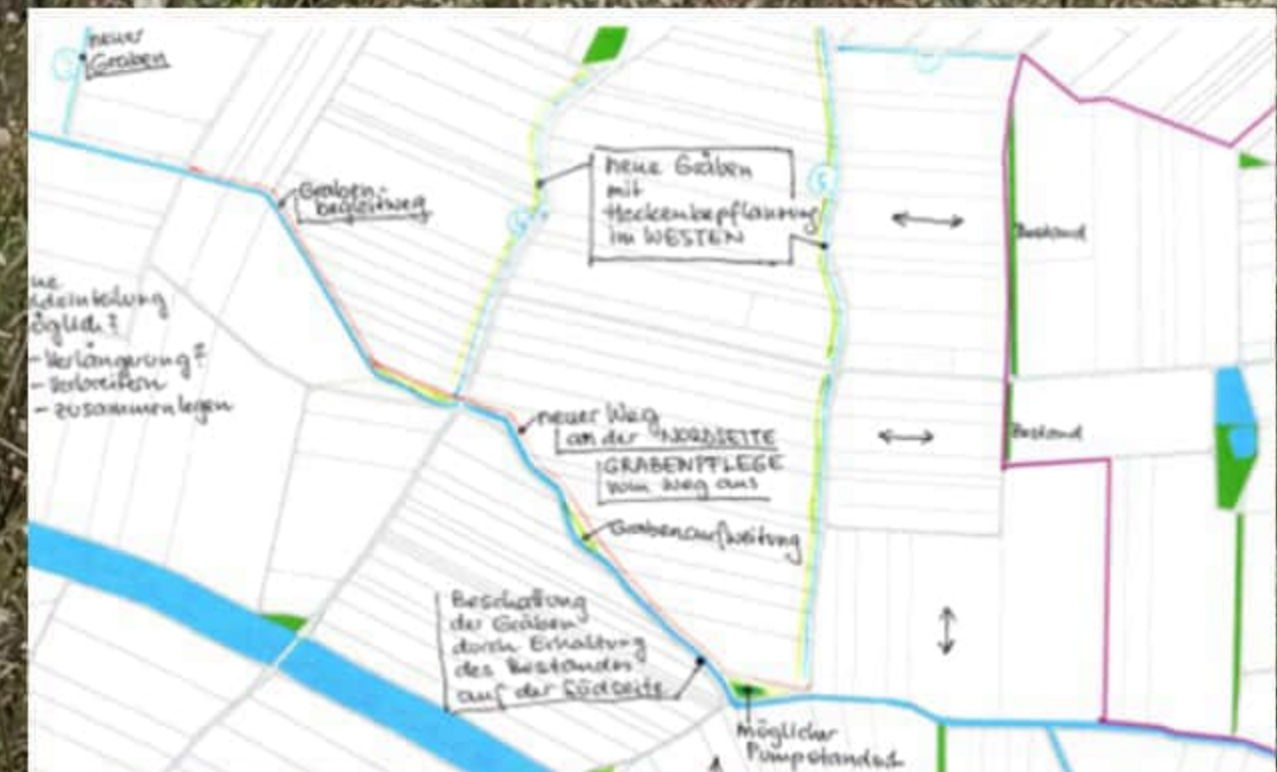 neuer
Graben
Graben-
begleitweg
neue Gräben
mit
Heckenbepflanzung
im WESTEN
Bestand
- Verlängerung?
- Verbreitern
- zusammenlegen
neuer Weg
an der NORDSEITE
GRABENPFLEGE
vom Weg aus
Bestand
Grabenaufweitung
Beschattung
der Gräben
durch Erhaltung
des Bestandes
auf der Südseite
möglicher